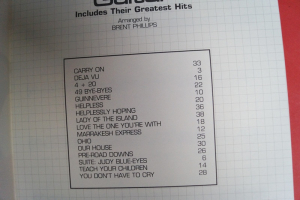 Guitar
Includes Their Greatest Hits
Arranged by
BRENT PHILLIPS
CARRY ON 33
DEJA VU 3
4 + 20 16
49 BYE-BYES 22
GUINNEVERE 10
HELPLESS 20
HELPLESSLY HOPING 36
LADY OF THE ISLAND 38
LOVE THE ONE YOU'RE WITH 18
MARRAKESH EXPRESS 12
OHIO 25
OUR HOUSE 30
PRE-ROAD DOWNS 26
SUITE: JUDY BLUE-EYES 6
TEACH YOUR CHILDREN 14
YOU DON'T HAVE TO CRY 28